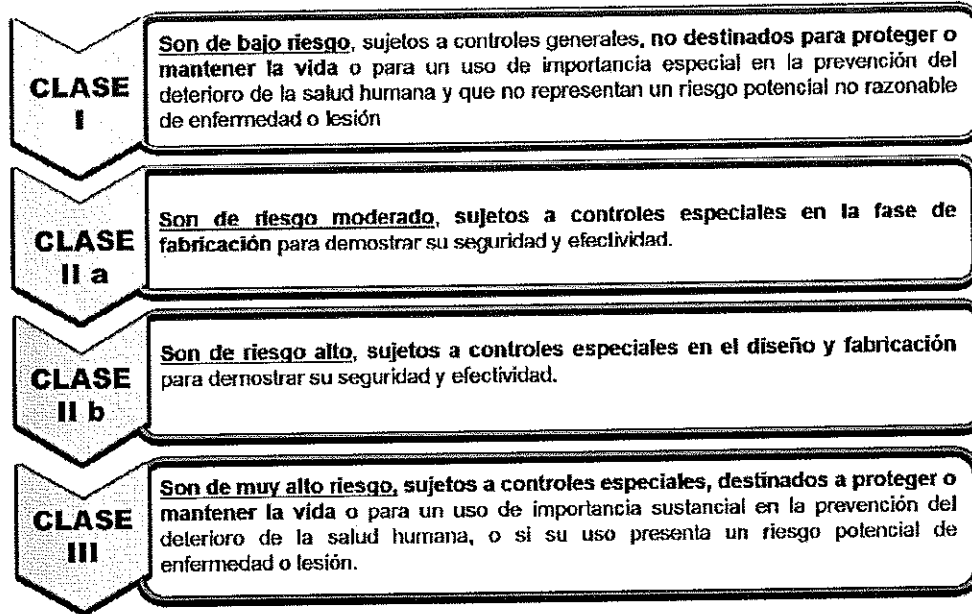 CLASE
I
Son de bajo riesgo, sujetos a controles generales, no destinados para proteger o
mantener la vida o para un uso de importancia especial en la prevención del
deterioro de la salud humana y que no representan un riesgo potencial no razonable
de enfermedad o lesión
CLASE
II a
Son de riesgo moderado, sujetos a controles especiales en la fase de
fabricación para demostrar su seguridad y efectividad.
CLASE
II b
Son de riesgo alto, sujetos a controles especiales en el diseño y fabricación
para demostrar su seguridad y efectividad.
CLASE
III
Son de muy alto riesgo, sujetos a controles especiales, destinados a proteger o
mantener la vida o para un uso de importancia sustancial en la prevención del
deterioro de la salud humana, o si su uso presenta un riesgo potencial de
enfermedad o lesión.